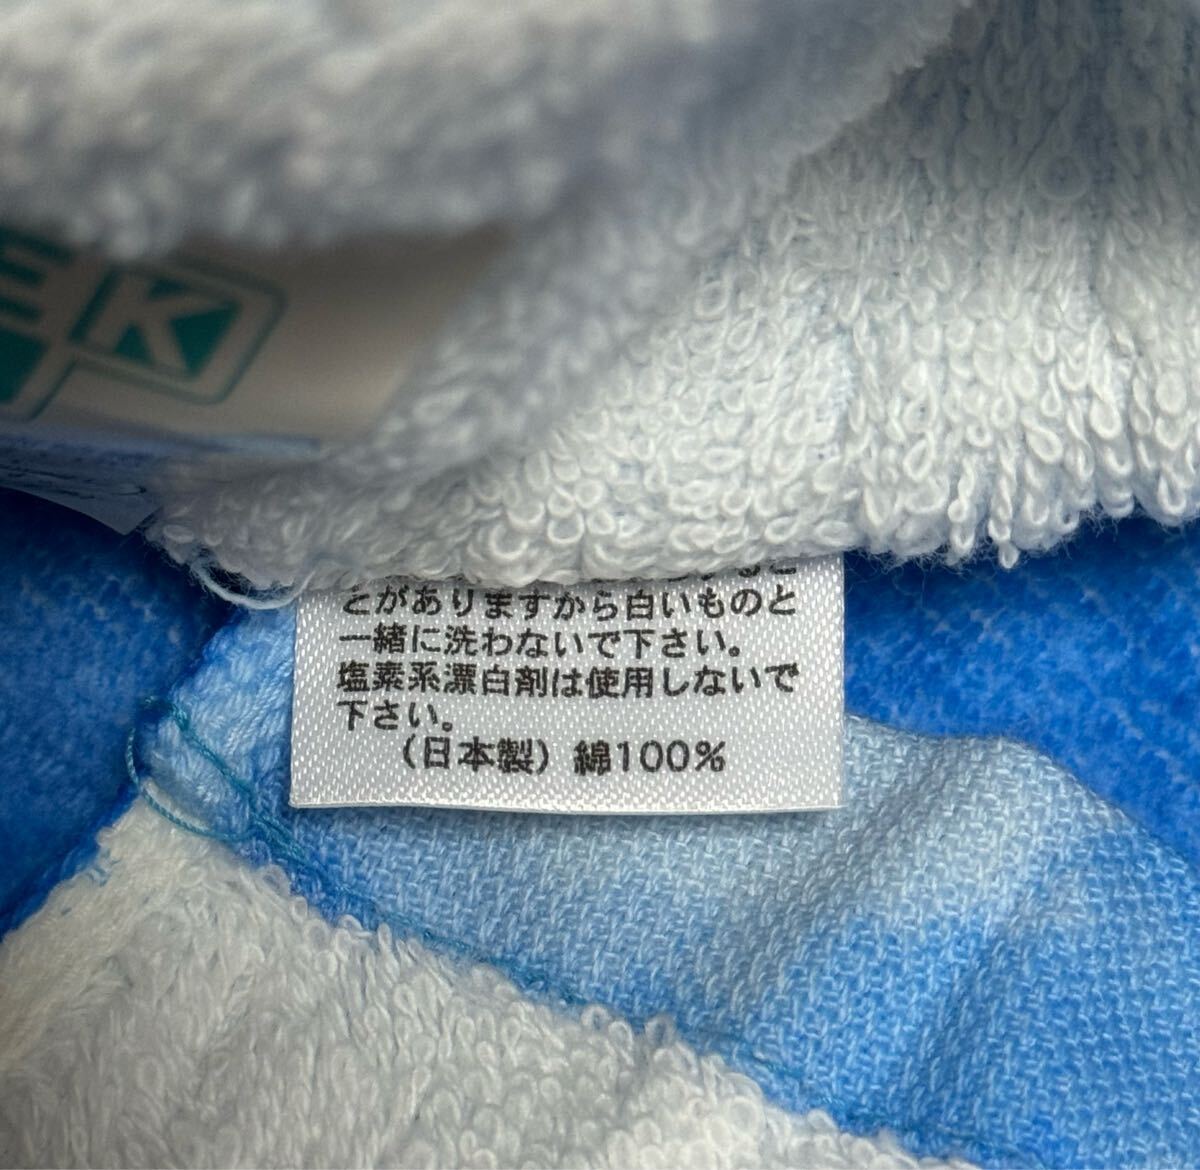 EK
とがありますから白いものと
一緒に洗わないで下さい。
塩素系漂白剤は使用しないで
下さい。
(日本製) 綿100%